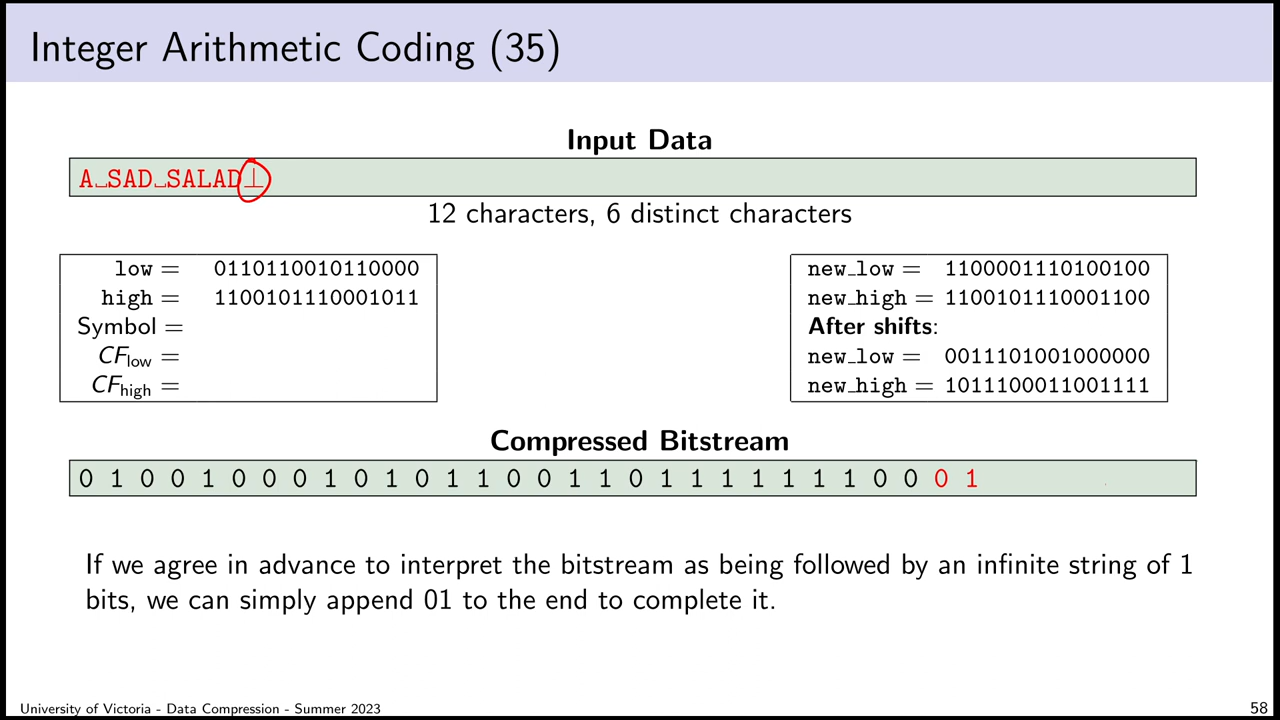 Integer Arithmetic Coding (35)
Input Data
A␣SAD␣SALAD⊥
12 characters, 6 distinct characters
low = 0110110010110000
high = 1100101110001011
Symbol =
CFlow =
CFhigh =
new_low = 1100001110100100
new_high = 1100101110001100
After shifts:
new_low = 0011101001000000
new_high = 1011100011001111
Compressed Bitstream
0 1 0 0 1 0 0 0 1 0 1 0 1 1 0 0 1 1 0 1 1 1 1 1 1 1 0 0 0 1
If we agree in advance to interpret the bitstream as being followed by an infinite string of 1
bits, we can simply append 01 to the end to complete it.
University of Victoria - Data Compression - Summer 2023
58